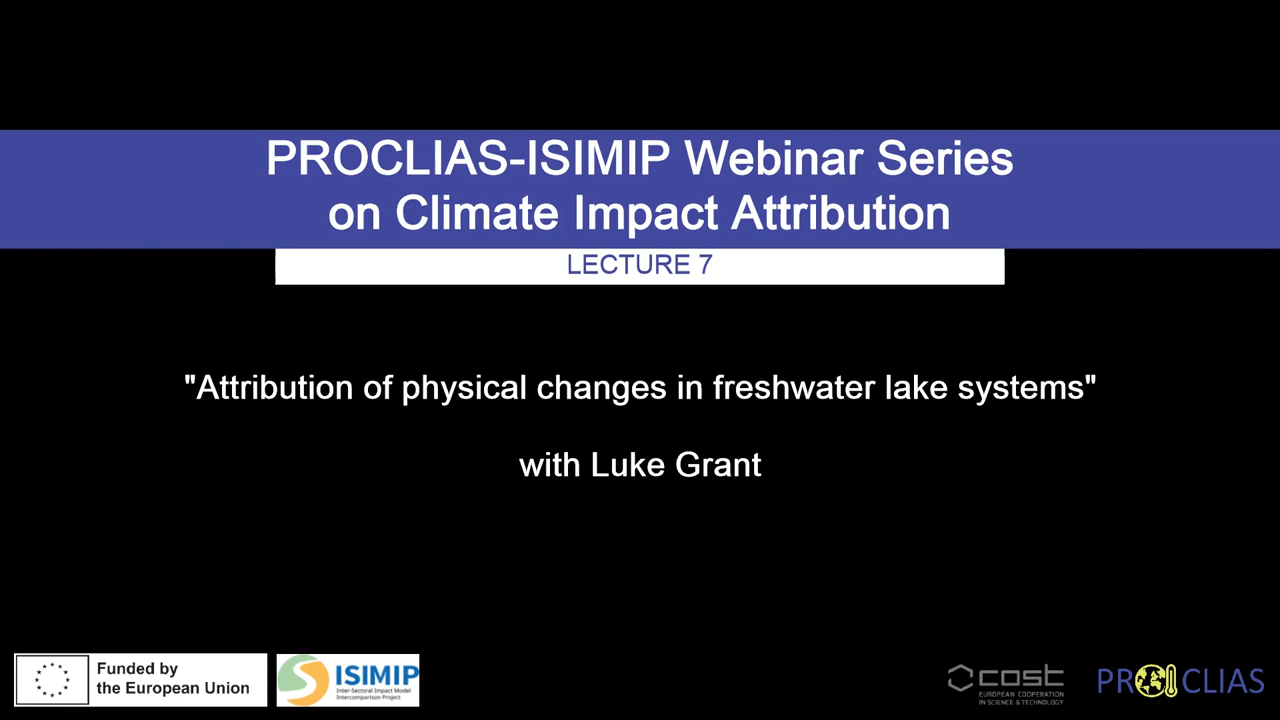 PROCLIAS-ISIMIP Webinar Series
on Climate Impact Attribution
LECTURE 7
"Attribution of physical changes in freshwater lake systems"
with Luke Grant
Funded by
the European Union
ISIMIP
Inter-Sectoral Impact Model
Intercomparison Project
cost
EUROPEAN COOPERATION
IN SCIENCE & TECHNOLOGY
PROCLIAS